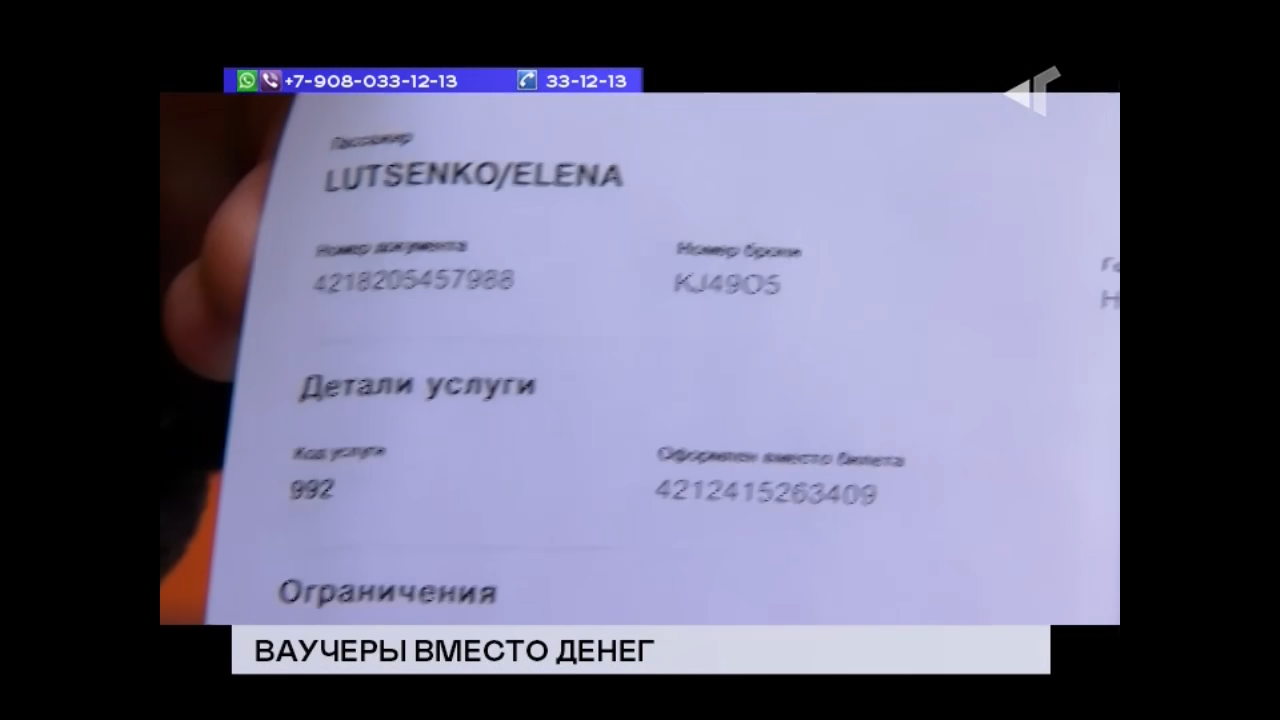 +7-908-033-12-13 33-12-13
Пассажир
LUTSENKO/ELENA
Номер документа Номер брони
4218205457988 KJ49O5
Детали услуги
Код услуги Оформлен вместо билета
992 4212415263409
Ограничения
ВАУЧЕРЫ ВМЕСТО ДЕНЕГ